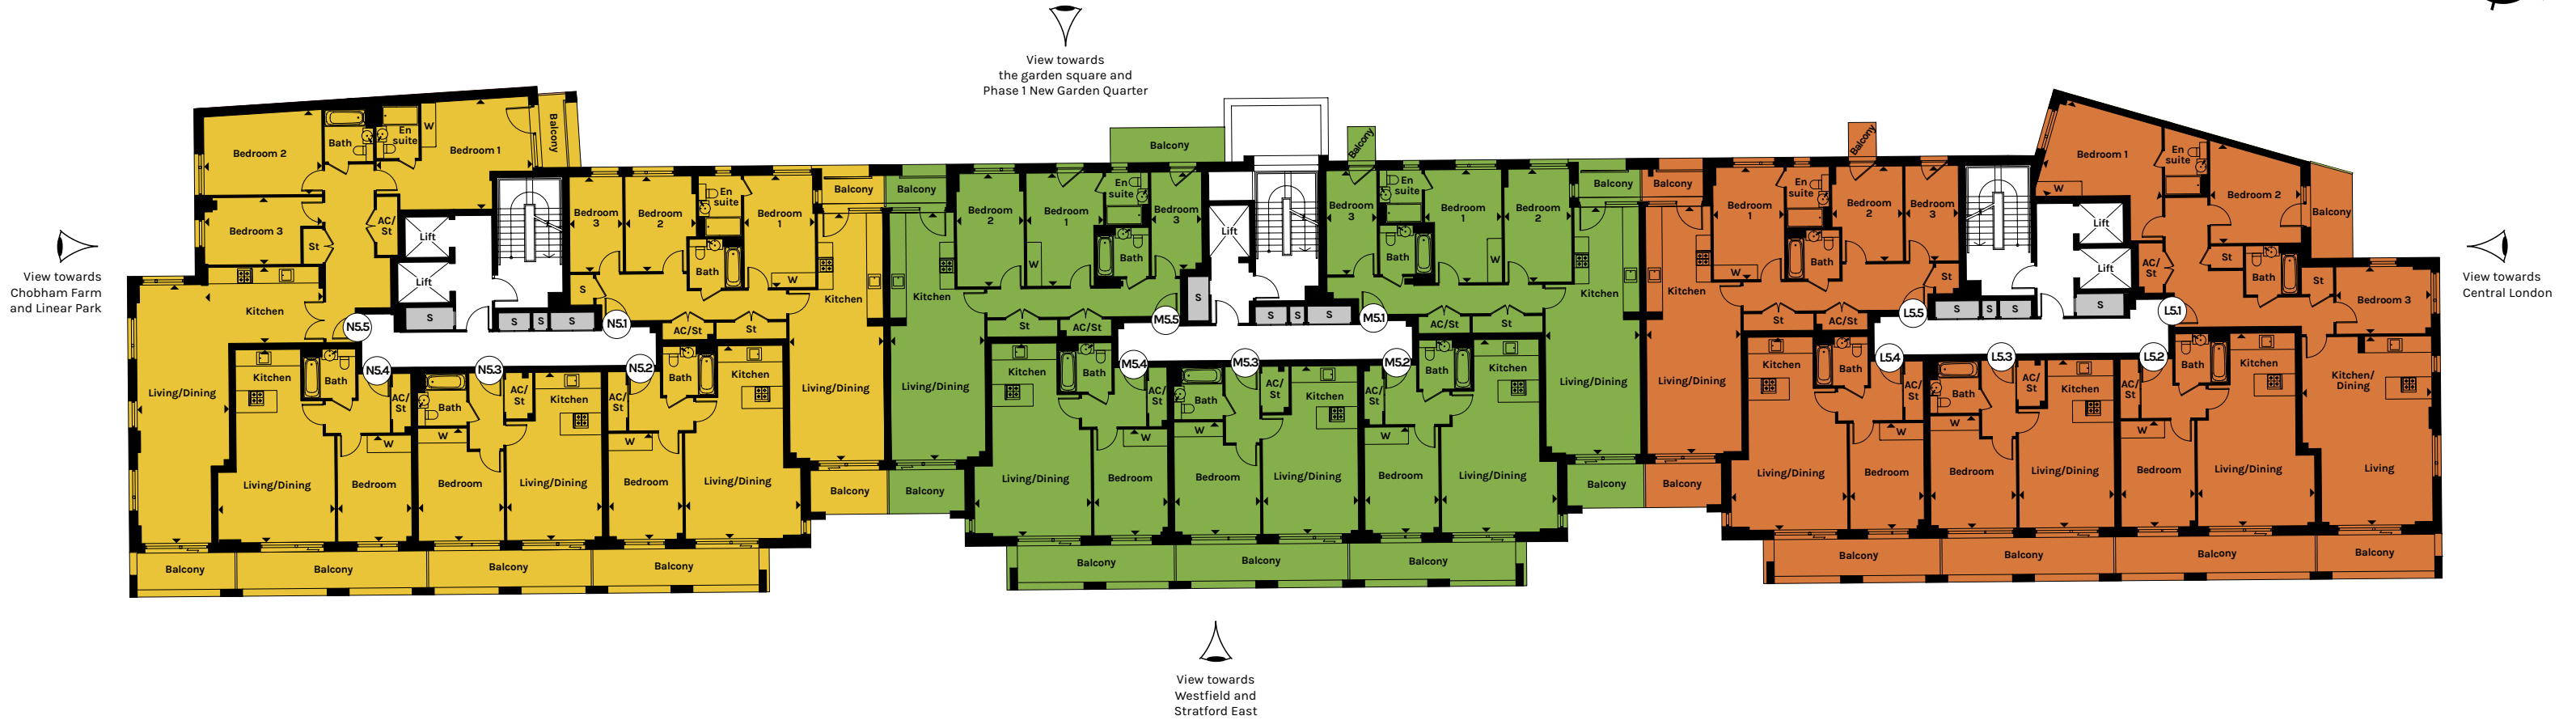 View towards
the garden square and
Phase 1 New Garden Quarter
View towards
Chobham Farm
and Linear Park
View towards
Central London
View towards
Westfield and
Stratford East
Bedroom 2
Bath
En
suite
W
Bedroom 1
Balcony
Bedroom 3
St
AC/
St
Lift
Lift
S
Kitchen
Living/Dining
Balcony
N5.5
N5.4
Kitchen
Bath
AC/
St
W
Living/Dining
Bedroom
Balcony
N5.3
Bath
AC/
St
Kitchen
W
Bedroom
Living/Dining
Balcony
S
S
S
N5.2
AC/
St
Bath
Kitchen
W
Bedroom
Living/Dining
Balcony
N5.1
Bedroom
3
Bedroom
2
En
suite
Bedroom
1
Bath
W
S
AC/St
St
Balcony
Kitchen
Living/Dining
Balcony
Balcony
Kitchen
Living/Dining
Balcony
Bedroom
2
Bedroom
1
En
suite
Bedroom
3
Balcony
W
Bath
St
AC/St
M5.5
S
Lift
S
S
S
M5.4
Kitchen
Bath
AC/
St
W
Living/Dining
Bedroom
Balcony
M5.3
Bath
AC/
St
Kitchen
W
Bedroom
Living/Dining
Balcony
M5.2
AC/
St
Bath
Kitchen
W
Bedroom
Living/Dining
Balcony
M5.1
Balcony
Bedroom
3
En
suite
Bedroom
1
Bedroom
2
Bath
W
AC/St
St
Balcony
Kitchen
Living/Dining
Balcony
Balcony
Kitchen
Living/Dining
Balcony
Bedroom
1
En
suite
Bedroom
2
Bedroom
3
Balcony
W
Bath
St
St
AC/St
L5.5
S
S
S
Lift
Lift
S
L5.4
Kitchen
Bath
AC/
St
W
Living/Dining
Bedroom
Balcony
L5.3
Bath
AC/
St
Kitchen
W
Bedroom
Living/Dining
Balcony
L5.2
AC/
St
Bath
Kitchen
W
Bedroom
Living/Dining
Balcony
L5.1
Bedroom 1
En
suite
W
Bedroom 2
Balcony
AC/
St
St
Bath
St
Bedroom 3
Kitchen/
Dining
Living
Balcony